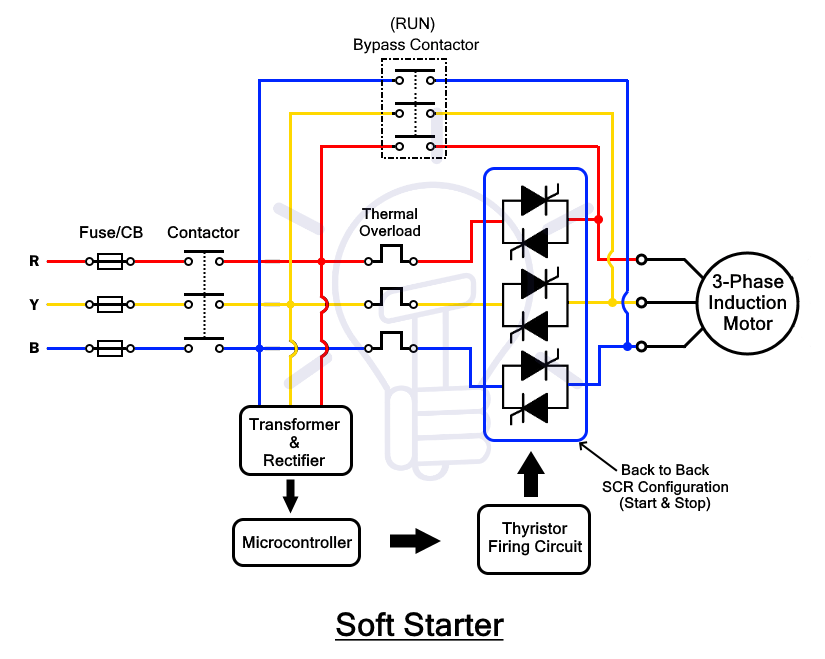 (RUN)
Bypass Contactor
Thermal
Overload
Fuse/CB
Contactor
R
Y
B
3-Phase
Induction
Motor
Transformer
&
Rectifier
Back to Back
SCR Configuration
(Start & Stop)
Microcontroller
Thyristor
Firing Circuit
Soft Starter